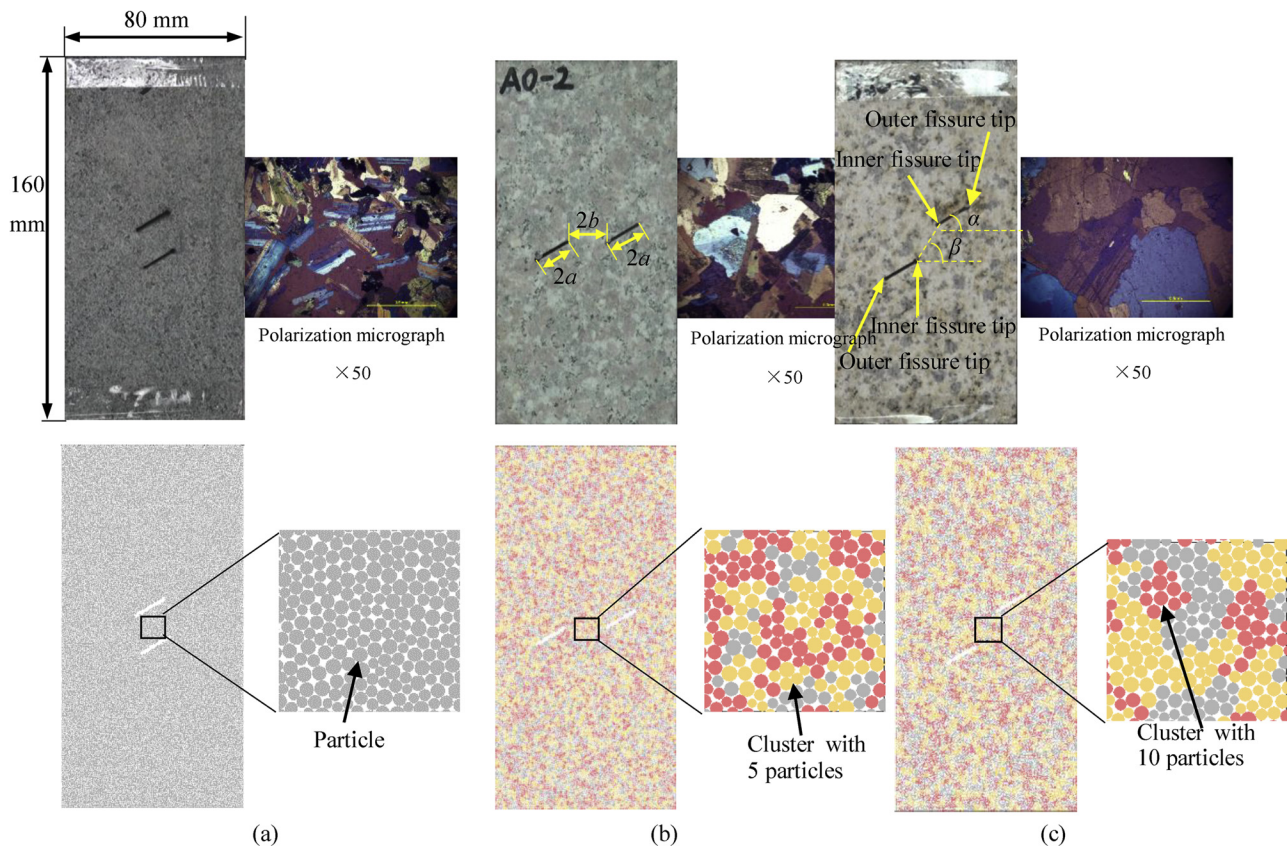 80 mm
160
mm
AO-2
2b
2a
2a
Outer fissure tip
Inner fissure tip
α
β
Inner fissure tip
Outer fissure tip
Polarization micrograph
×50
Polarization micrograph
×50
Polarization micrograph
×50
Particle
Cluster with
5 particles
Cluster with
10 particles
(a)
(b)
(c)